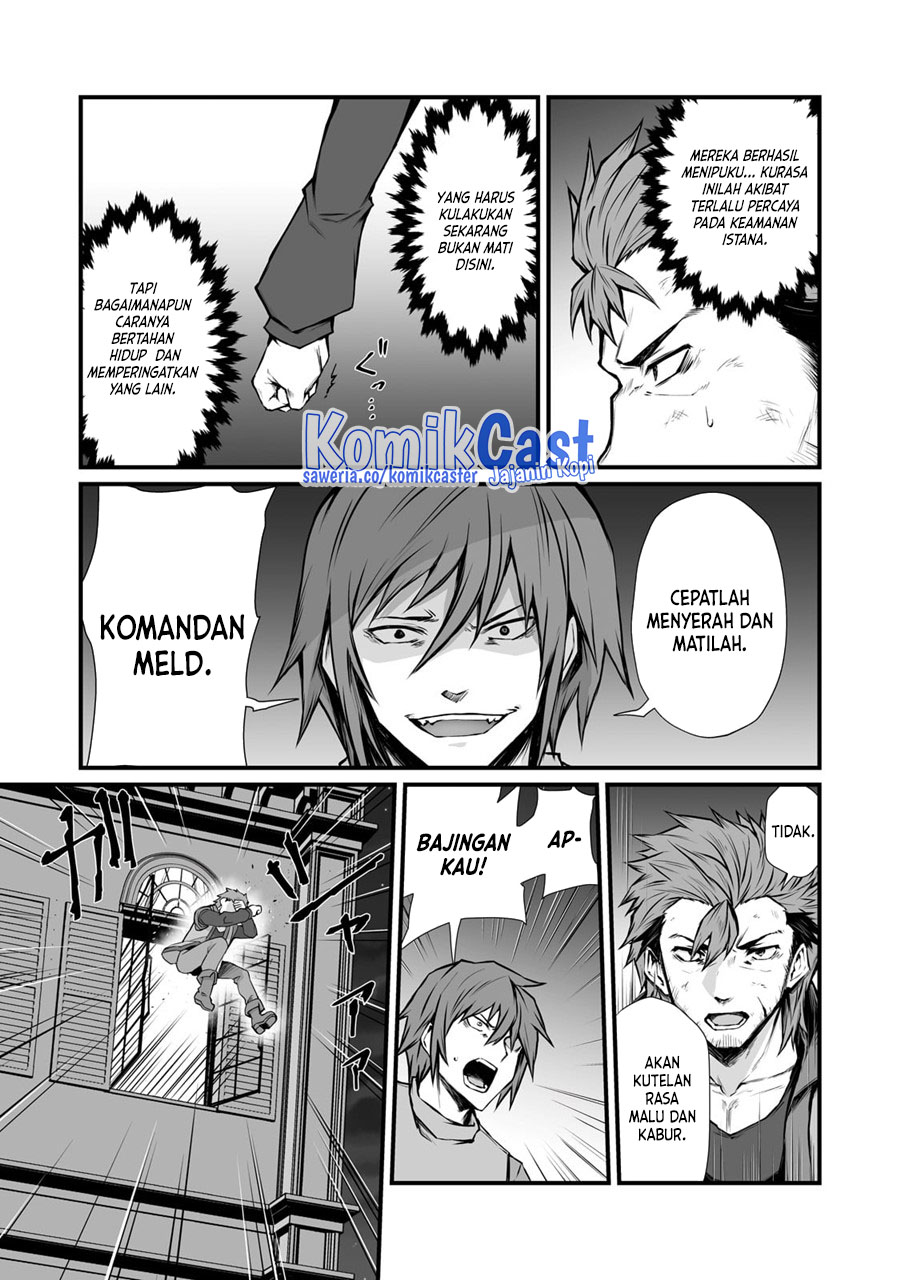 MEREKA BERHASIL
MENIPUKU... KURASA
INILAH AKIBAT
TERLALU PERCAYA
PADA KEAMANAN
ISTANA.
YANG HARUS
KULAKUKAN
SEKARANG
BUKAN MATI
DISINI.
TAPI
BAGAIMANAPUN
CARANYA
BERTAHAN
HIDUP DAN
MEMPERINGATKAN
YANG LAIN.
グ
KomikCast
saweria.co/komikcaster Jajanin Kopi
CEPATLAH
MENYERAH DAN
MATILAH.
KOMANDAN
MELD.
TIDAK.
AKAN
KUTELAN
RASA
MALU DAN
KABUR.
AP-
BAJINGAN
KAU!